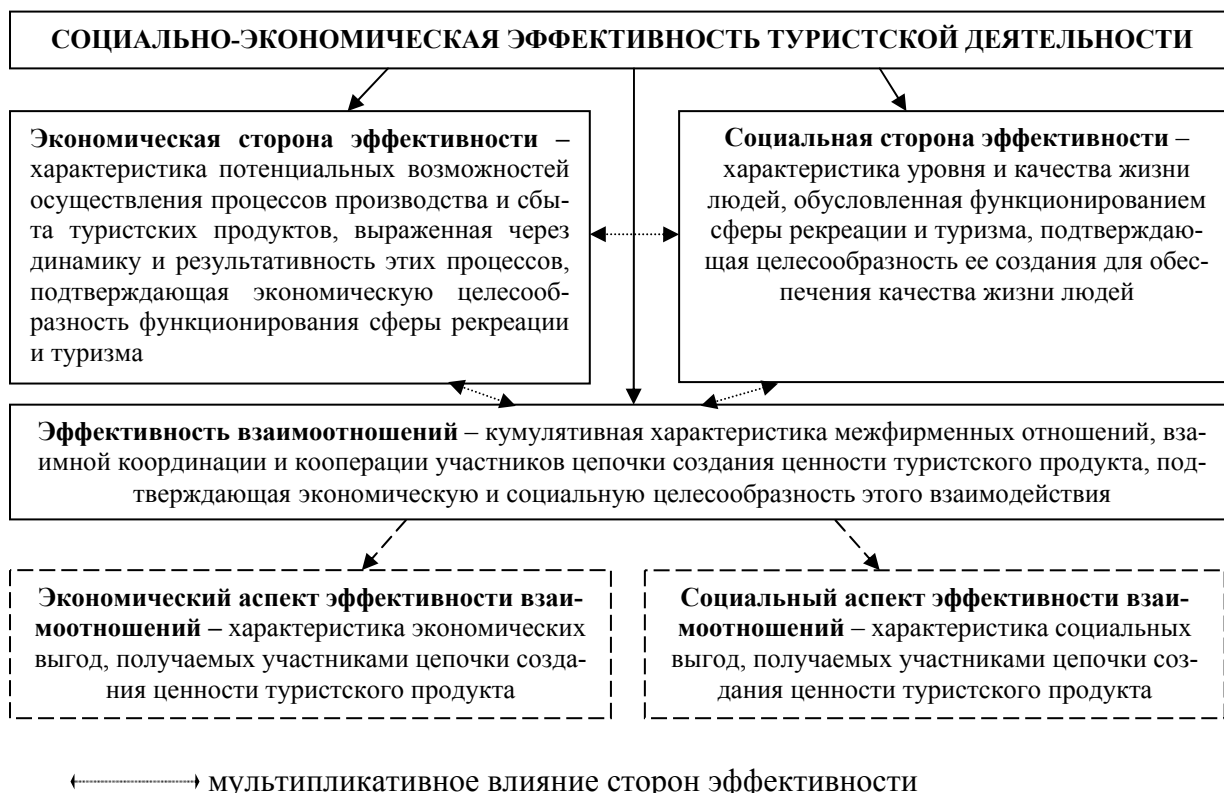 СОЦИАЛЬНО-ЭКОНОМИЧЕСКАЯ ЭФФЕКТИВНОСТЬ ТУРИСТСКОЙ ДЕЯТЕЛЬНОСТИ
Экономическая сторона эффективности –
характеристика потенциальных возможностей
осуществления процессов производства и сбы-
та туристских продуктов, выраженная через
динамику и результативность этих процессов,
подтверждающая экономическую целесооб-
разность функционирования сферы рекреации
и туризма
Социальная сторона эффективности –
характеристика уровня и качества жизни
людей, обусловленная функционированием
сферы рекреации и туризма, подтверждаю-
щая целесообразность ее создания для обес-
печения качества жизни людей
Эффективность взаимоотношений – кумулятивная характеристика межфирменных отношений, вза-
имной координации и кооперации участников цепочки создания ценности туристского продукта, под-
тверждающая экономическую и социальную целесообразность этого взаимодействия
Экономический аспект эффективности взаи-
моотношений – характеристика экономических
выгод, получаемых участниками цепочки созда-
ния ценности туристского продукта
Социальный аспект эффективности взаи-
моотношений – характеристика социальных
выгод, получаемых участниками цепочки соз-
дания ценности туристского продукта
мультипликативное влияние сторон эффективности